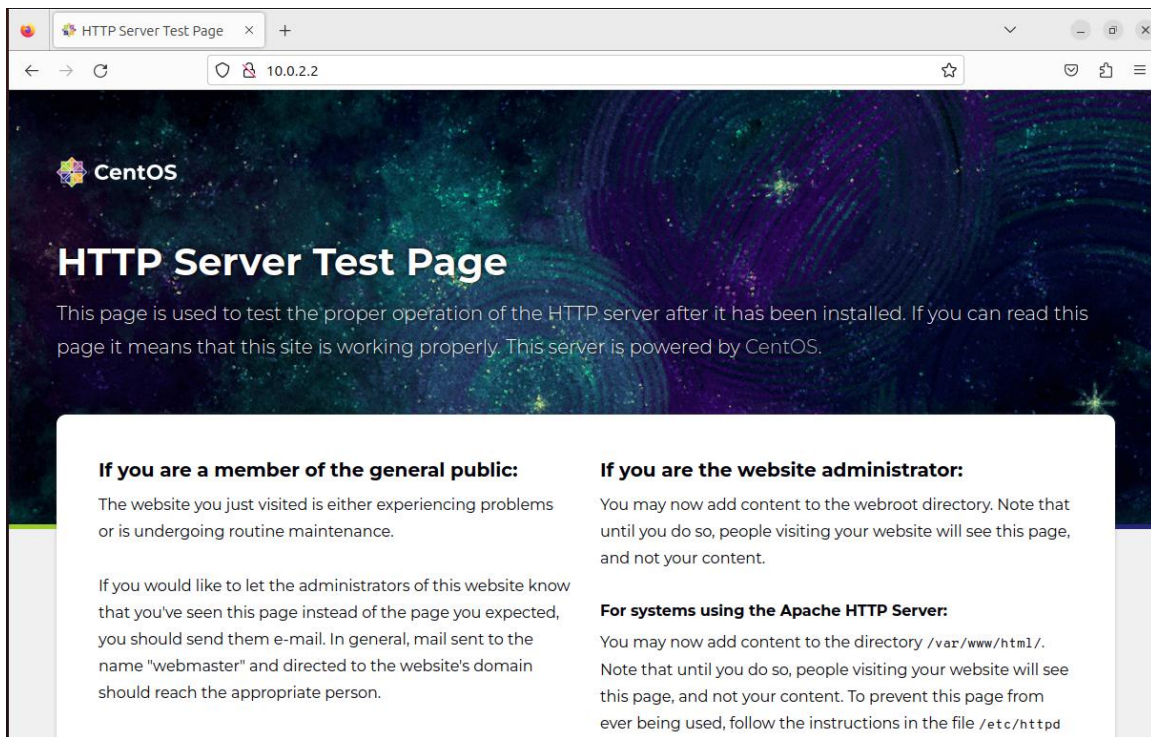 HTTP Server Test Page
10.0.2.2
CentOS
HTTP Server Test Page
This page is used to test the proper operation of the HTTP server after it has been installed. If you can read this
page it means that this site is working properly. This server is powered by CentOS.
If you are a member of the general public:
The website you just visited is either experiencing problems
or is undergoing routine maintenance.
If you would like to let the administrators of this website know
that you've seen this page instead of the page you expected,
you should send them e-mail. In general, mail sent to the
name "webmaster" and directed to the website's domain
should reach the appropriate person.
If you are the website administrator:
You may now add content to the webroot directory. Note that
until you do so, people visiting your website will see this page,
and not your content.
For systems using the Apache HTTP Server:
You may now add content to the directory /var/www/html/.
Note that until you do so, people visiting your website will see
this page, and not your content. To prevent this page from
ever being used, follow the instructions in the file /etc/httpd